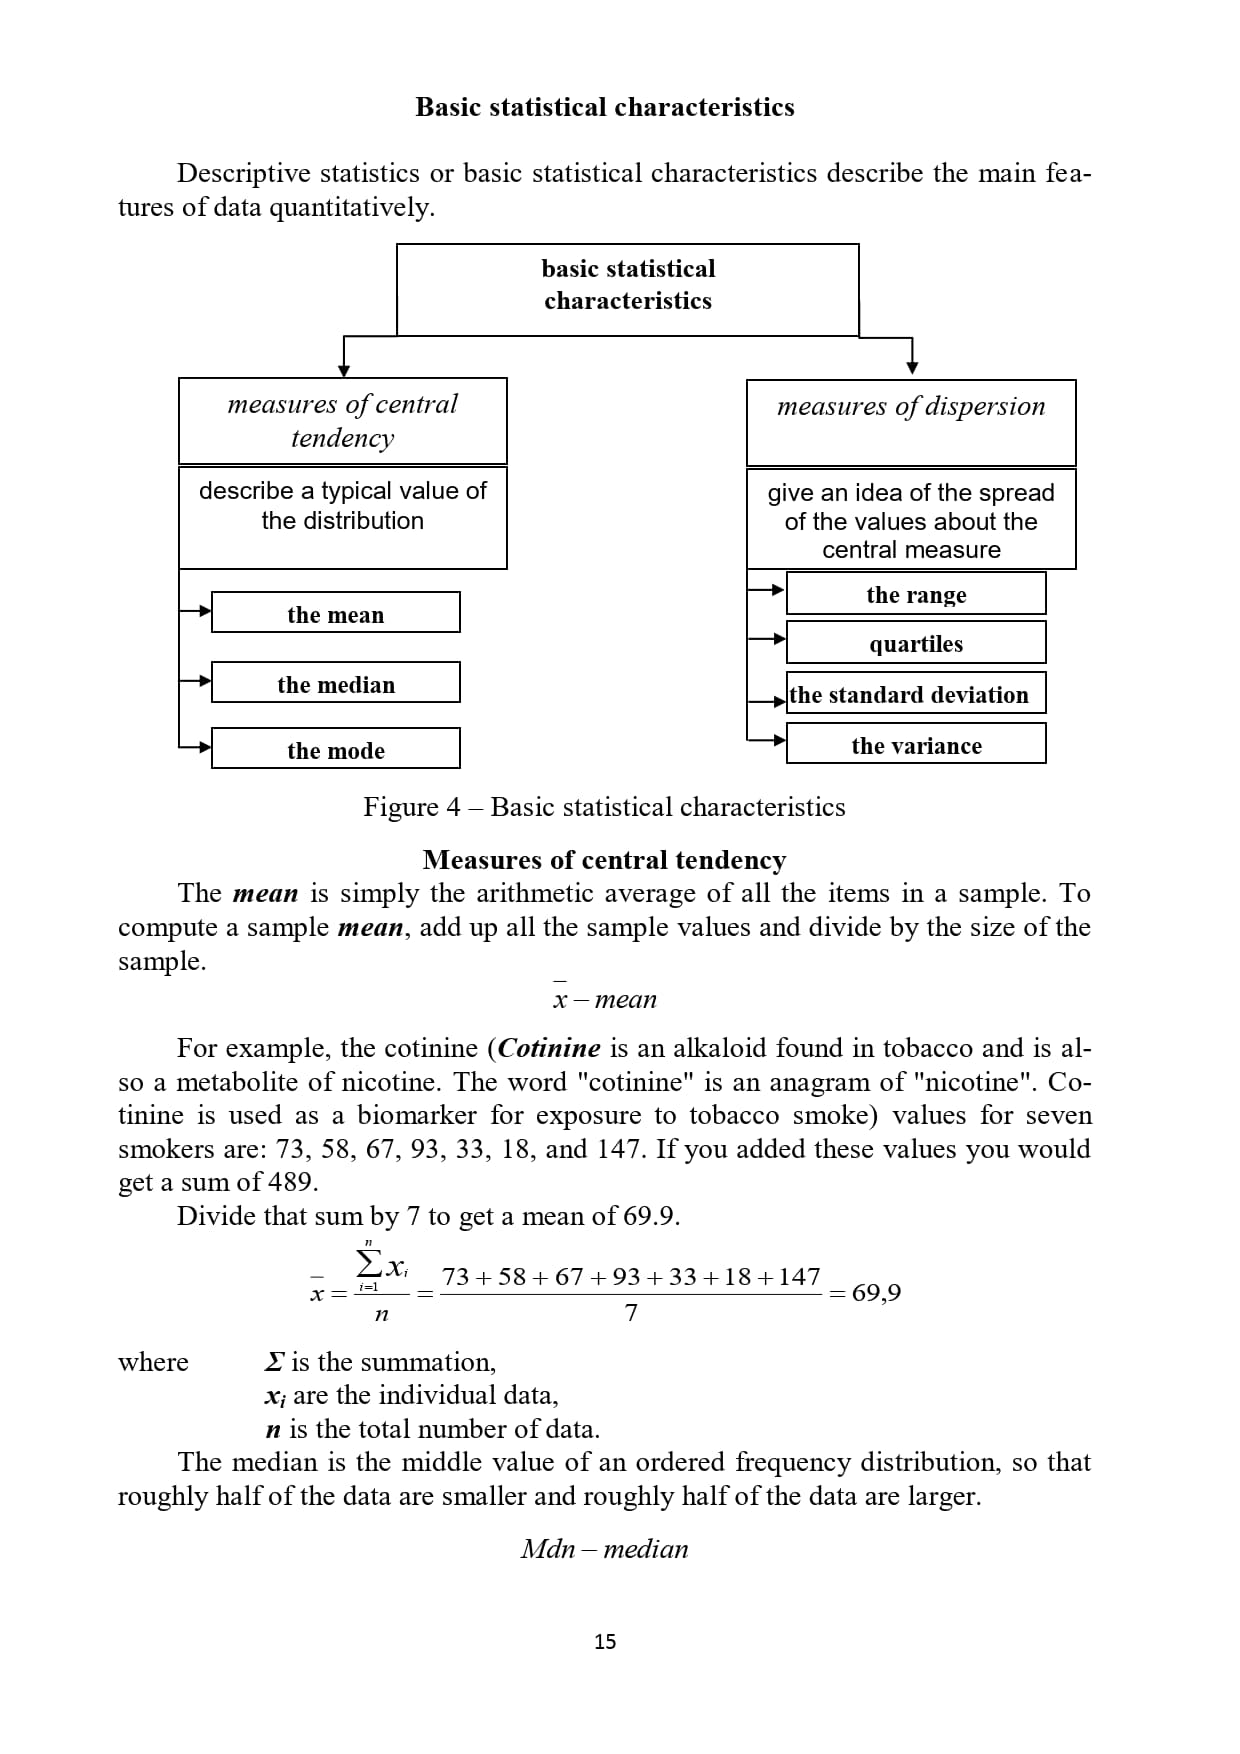 Basic statistical characteristics
Descriptive statistics or basic statistical characteristics describe the main fea-
tures of data quantitatively.
basic statistical
characteristics
measures of central
tendency
describe a typical value of
the distribution
the mean
the median
the mode
measures of dispersion
give an idea of the spread
of the values about the
central measure
the range
quartiles
the standard deviation
the variance
Figure 4 – Basic statistical characteristics
Measures of central tendency
The mean is simply the arithmetic average of all the items in a sample. To
compute a sample mean, add up all the sample values and divide by the size of the
sample.
x̄ – mean
For example, the cotinine (Cotinine is an alkaloid found in tobacco and is al-
so a metabolite of nicotine. The word "cotinine" is an anagram of "nicotine". Co-
tinine is used as a biomarker for exposure to tobacco smoke) values for seven
smokers are: 73, 58, 67, 93, 33, 18, and 147. If you added these values you would
get a sum of 489.
Divide that sum by 7 to get a mean of 69.9.
x̄ = ∑ⁿᵢ₌₁ xᵢ / n = 73 + 58 + 67 + 93 + 33 + 18 + 147 / 7 = 69,9
where Σ is the summation,
xᵢ are the individual data,
n is the total number of data.
The median is the middle value of an ordered frequency distribution, so that
roughly half of the data are smaller and roughly half of the data are larger.
Mdn – median
15